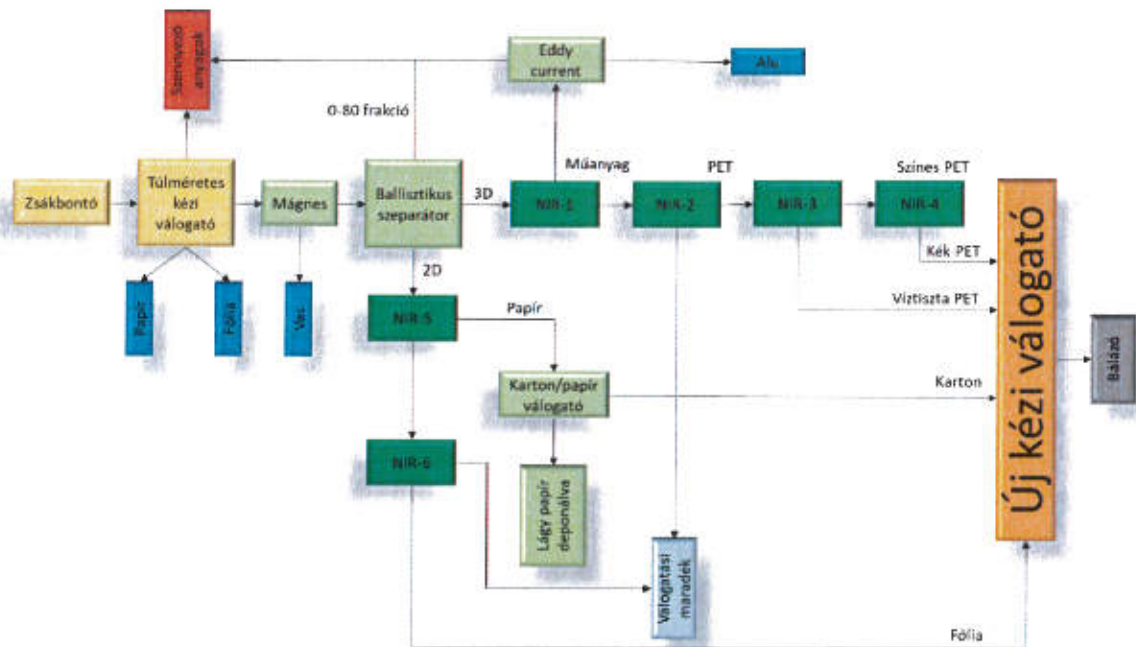 Szennyező
anyagok
Eddy
current
Alu
0-80 frakció
Zsákbontó
Túlméretes
kézi
válogató
Mágnes
Ballisztikus
szeparátor
3D
NIR-1
Műanyag
NIR-2
PET
NIR-3
Színes PET
NIR-4
Kék PET
Víztiszta PET
Papír
Fólia
Vas
2D
NIR-5
Papír
Karton/papír
válogató
Karton
NIR-6
Lágy papír
deponálva
Válogatási
maradék
Fólia
Új kézi válogató
Bálázó